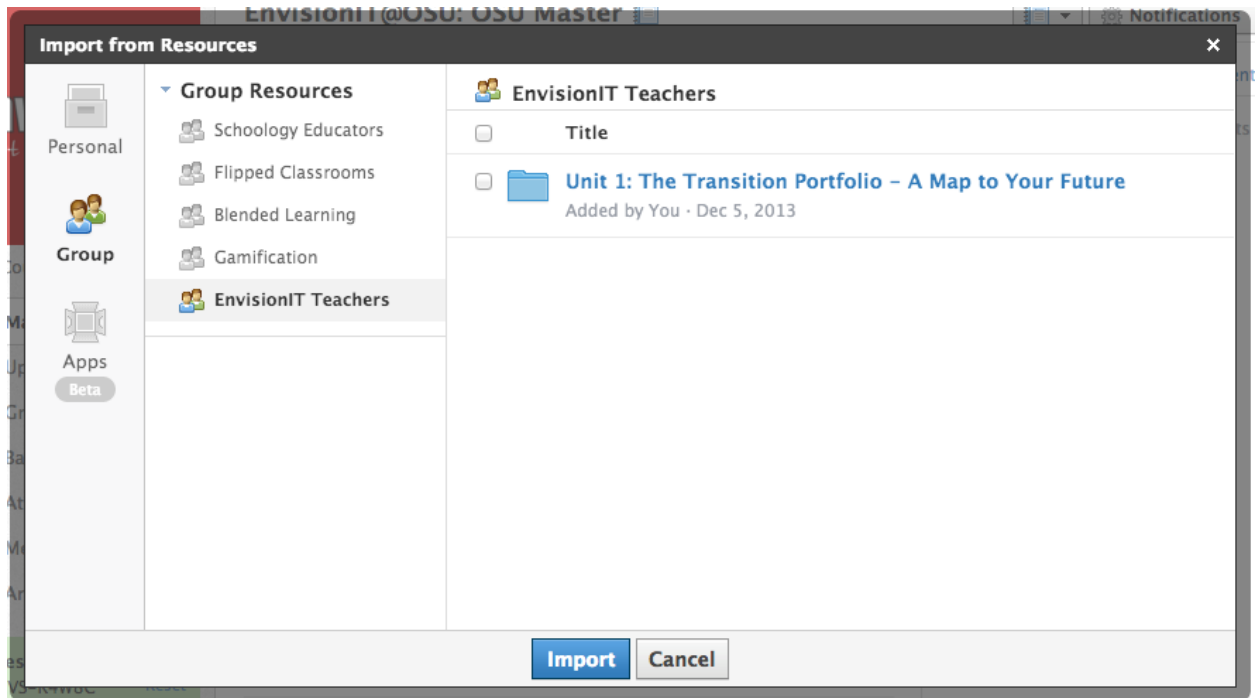 EnvisionIT@OSU: OSU Master
Notifications
Import from Resources
×
Personal
Group
Apps
Beta
Group Resources
Schoology Educators
Flipped Classrooms
Blended Learning
Gamification
EnvisionIT Teachers
EnvisionIT Teachers
Title
Unit 1: The Transition Portfolio – A Map to Your Future
Added by You · Dec 5, 2013
Import
Cancel
Reset